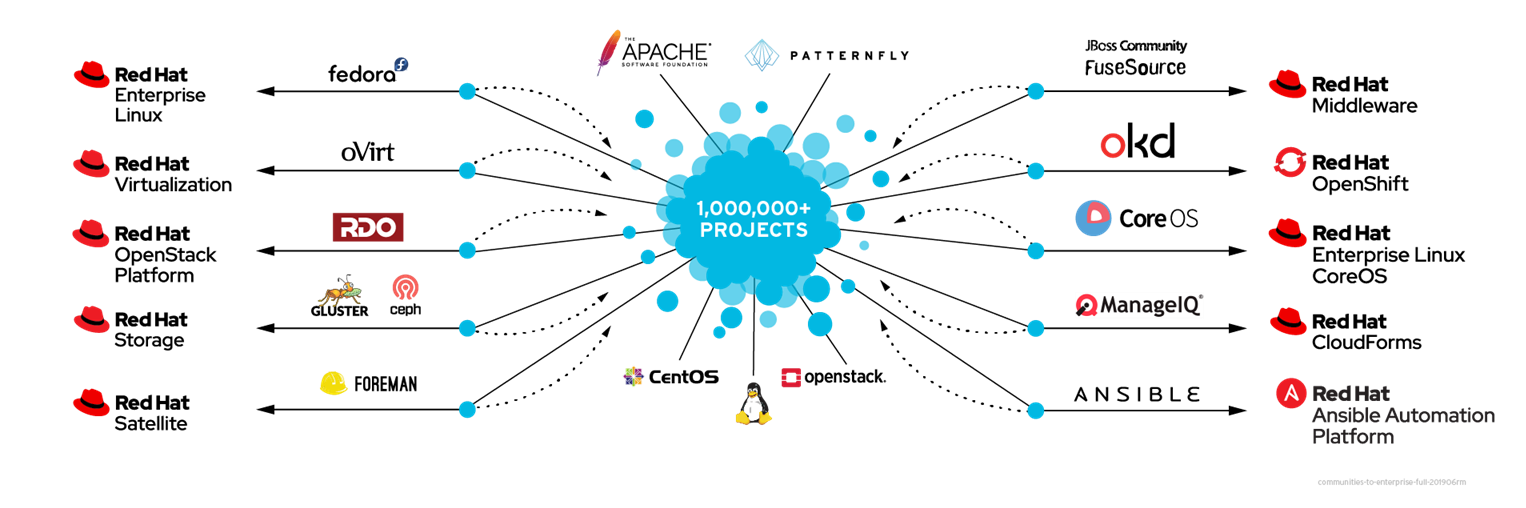 Red Hat
Enterprise
Linux
fedora
Red Hat
Virtualization
oVirt
Red Hat
OpenStack
Platform
RDO
Red Hat
Storage
GLUSTER
ceph
Red Hat
Satellite
FOREMAN
THE
APACHE
SOFTWARE FOUNDATION
PATTERNFLY
1,000,000+
PROJECTS
CentOS
openstack.
JBoss Community
FuseSource
Red Hat
Middleware
okd
Red Hat
OpenShift
CoreOS
Red Hat
Enterprise Linux
CoreOS
ManageIQ®
Red Hat
CloudForms
ANSIBLE
Red Hat
Ansible Automation
Platform
communities-to-enterprise-full-201906rm